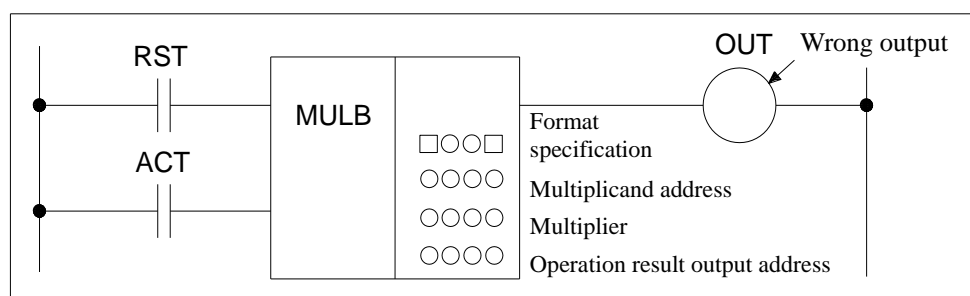 RST
OUT
Wrong output
MULB
Format
specification
ACT
Multiplicand address
Multiplier
Operation result output address